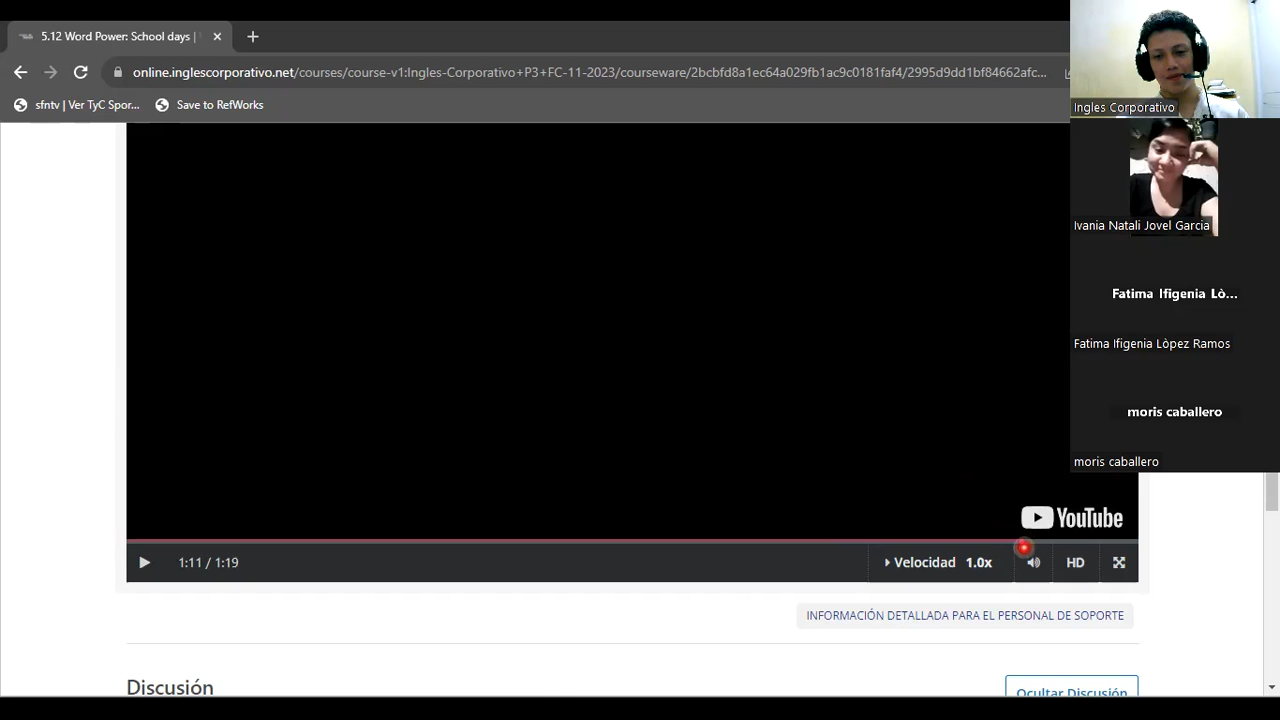 5.12 Word Power: School days |
online.inglescorporativo.net/courses/course-v1:Ingles-Corporativo+P3+FC-11-2023/courseware/2bcbfd8a1ec64a029fb1ac9c0181faf4/2995d9dd1bf84662afc...
sfntv | Ver TyC Spor...
Save to RefWorks
Ingles Corporativo
Ivania Natali Jovel Garcia
Fatima Ifigenia Lò...
Fatima Ifigenia Lòpez Ramos
moris caballero
moris caballero
YouTube
1:11 / 1:19
Velocidad 1.0x
HD
INFORMACIÓN DETALLADA PARA EL PERSONAL DE SOPORTE
Discusión
Ocultar Discusión